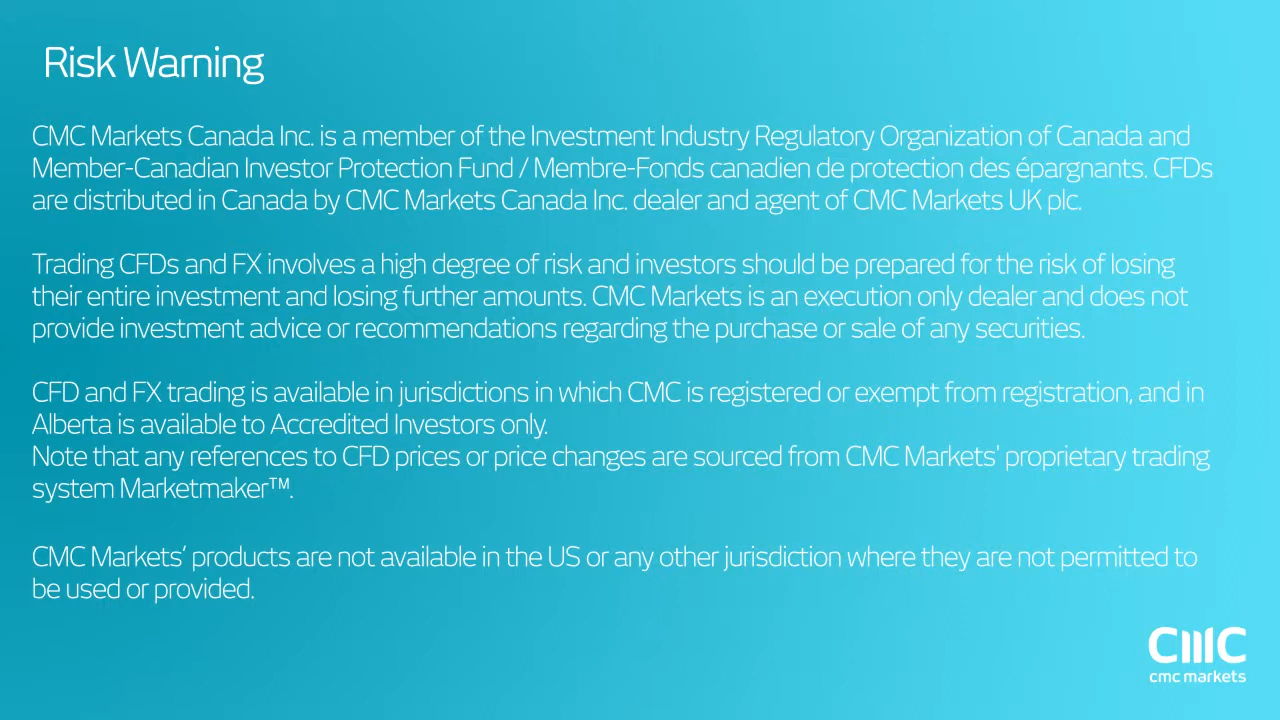 Risk Warning
CMC Markets Canada Inc. is a member of the Investment Industry Regulatory Organization of Canada and
Member-Canadian Investor Protection Fund / Membre-Fonds canadien de protection des épargnants. CFDs
are distributed in Canada by CMC Markets Canada Inc. dealer and agent of CMC Markets UK plc.
Trading CFDs and FX involves a high degree of risk and investors should be prepared for the risk of losing
their entire investment and losing further amounts. CMC Markets is an execution only dealer and does not
provide investment advice or recommendations regarding the purchase or sale of any securities.
CFD and FX trading is available in jurisdictions in which CMC is registered or exempt from registration, and in
Alberta is available to Accredited Investors only.
Note that any references to CFD prices or price changes are sourced from CMC Markets' proprietary trading
system Marketmaker™.
CMC Markets’ products are not available in the US or any other jurisdiction where they are not permitted to
be used or provided.
CMC
cmc markets